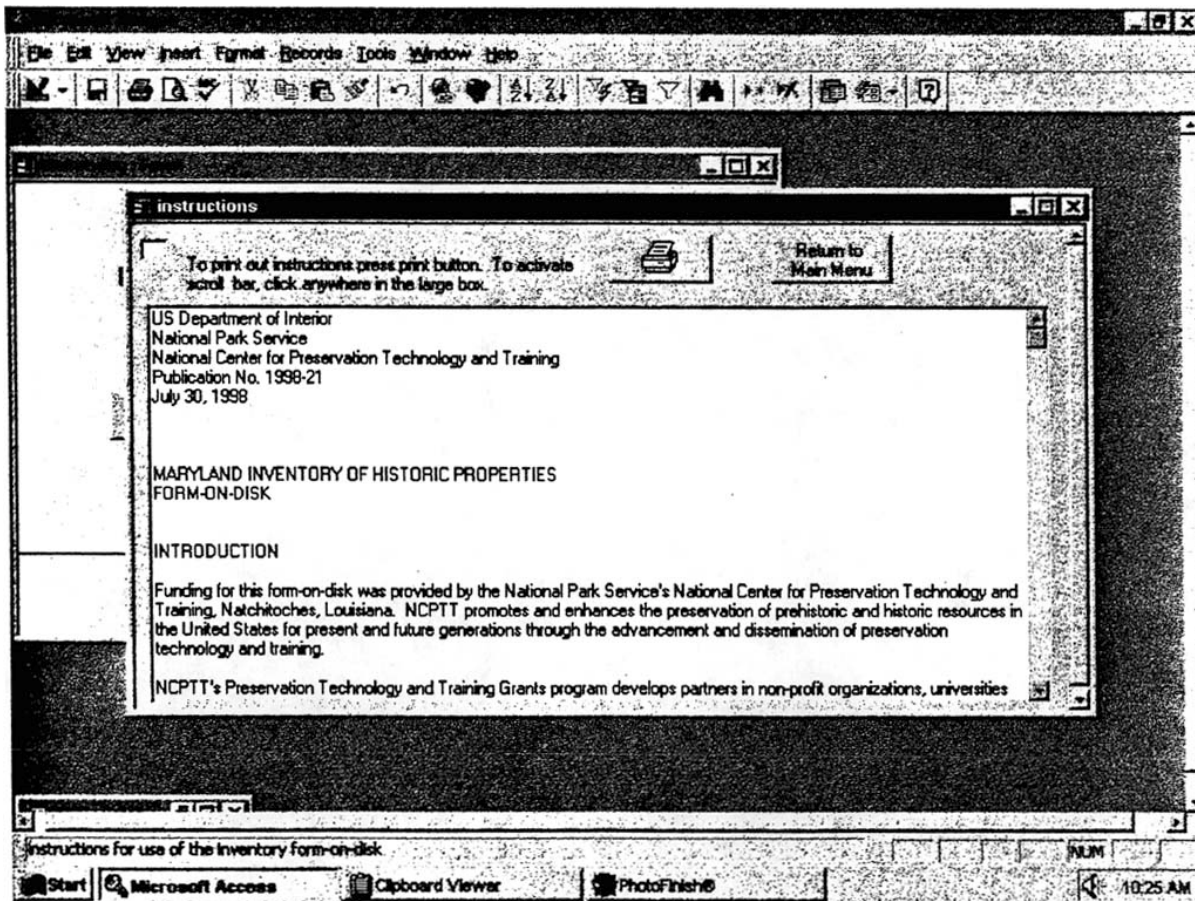 File Edit View Insert Format Records Tools Window Help
instructions
To print out instructions press print button. To activate
scroll bar, click anywhere in the large box.
Return to
Main Menu
US Department of Interior
National Park Service
National Center for Preservation Technology and Training
Publication No. 1998-21
July 30, 1998
MARYLAND INVENTORY OF HISTORIC PROPERTIES
FORM-ON-DISK
INTRODUCTION
Funding for this form-on-disk was provided by the National Park Service's National Center for Preservation Technology and
Training, Natchitoches, Louisiana. NCPTT promotes and enhances the preservation of prehistoric and historic resources in
the United States for present and future generations through the advancement and dissemination of preservation
technology and training.
NCPTT's Preservation Technology and Training Grants program develops partners in non-profit organizations, universities
Instructions for use of the Inventory form-on-disk
NUM
Start Microsoft Access Clipboard Viewer PhotoFinish® 10:25 AM